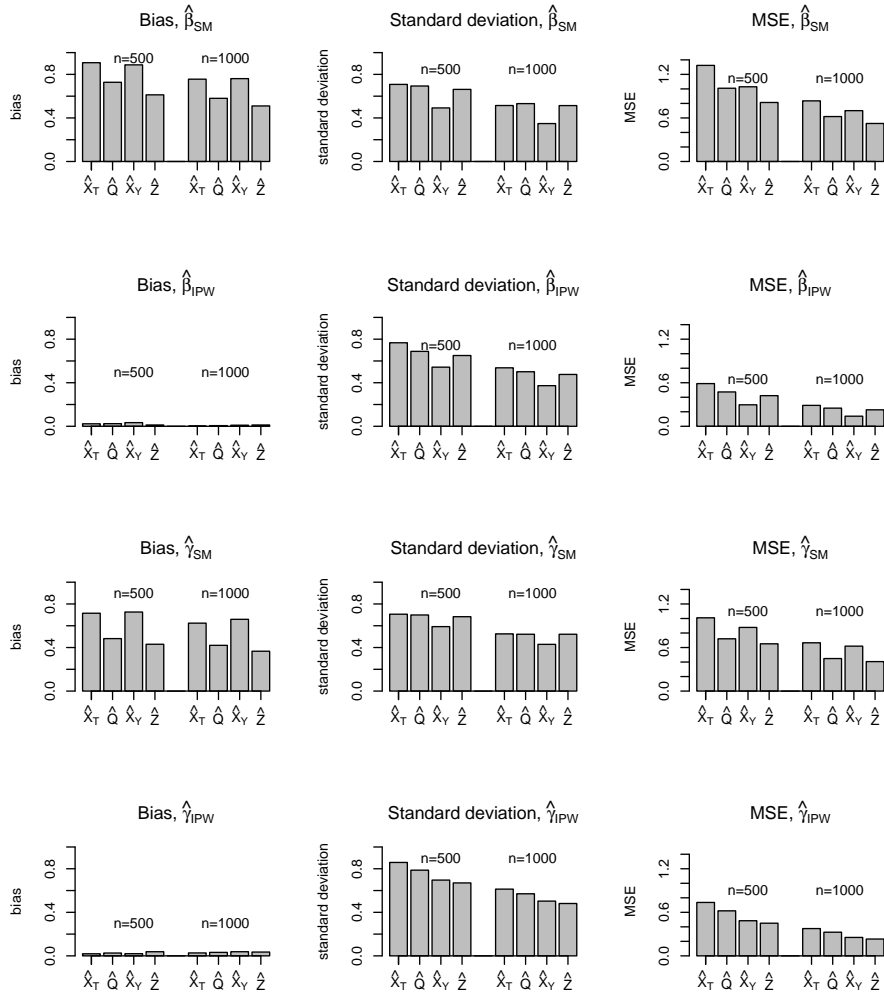 Bias, β̂SM
Standard deviation, β̂SM
MSE, β̂SM
bias
0.0 0.4 0.8
n=500 n=1000
X̂T Q̂ X̂Y Ẑ X̂T Q̂ X̂Y Ẑ
standard deviation
0.0 0.4 0.8
n=500 n=1000
X̂T Q̂ X̂Y Ẑ X̂T Q̂ X̂Y Ẑ
MSE
0.0 0.6 1.2
n=500 n=1000
X̂T Q̂ X̂Y Ẑ X̂T Q̂ X̂Y Ẑ
Bias, β̂IPW
Standard deviation, β̂IPW
MSE, β̂IPW
bias
0.0 0.4 0.8
n=500 n=1000
X̂T Q̂ X̂Y Ẑ X̂T Q̂ X̂Y Ẑ
standard deviation
0.0 0.4 0.8
n=500 n=1000
X̂T Q̂ X̂Y Ẑ X̂T Q̂ X̂Y Ẑ
MSE
0.0 0.6 1.2
n=500 n=1000
X̂T Q̂ X̂Y Ẑ X̂T Q̂ X̂Y Ẑ
Bias, γ̂SM
Standard deviation, γ̂SM
MSE, γ̂SM
bias
0.0 0.4 0.8
n=500 n=1000
X̂T Q̂ X̂Y Ẑ X̂T Q̂ X̂Y Ẑ
standard deviation
0.0 0.4 0.8
n=500 n=1000
X̂T Q̂ X̂Y Ẑ X̂T Q̂ X̂Y Ẑ
MSE
0.0 0.6 1.2
n=500 n=1000
X̂T Q̂ X̂Y Ẑ X̂T Q̂ X̂Y Ẑ
Bias, γ̂IPW
Standard deviation, γ̂IPW
MSE, γ̂IPW
bias
0.0 0.4 0.8
n=500 n=1000
X̂T Q̂ X̂Y Ẑ X̂T Q̂ X̂Y Ẑ
standard deviation
0.0 0.4 0.8
n=500 n=1000
X̂T Q̂ X̂Y Ẑ X̂T Q̂ X̂Y Ẑ
MSE
0.0 0.6 1.2
n=500 n=1000
X̂T Q̂ X̂Y Ẑ X̂T Q̂ X̂Y Ẑ